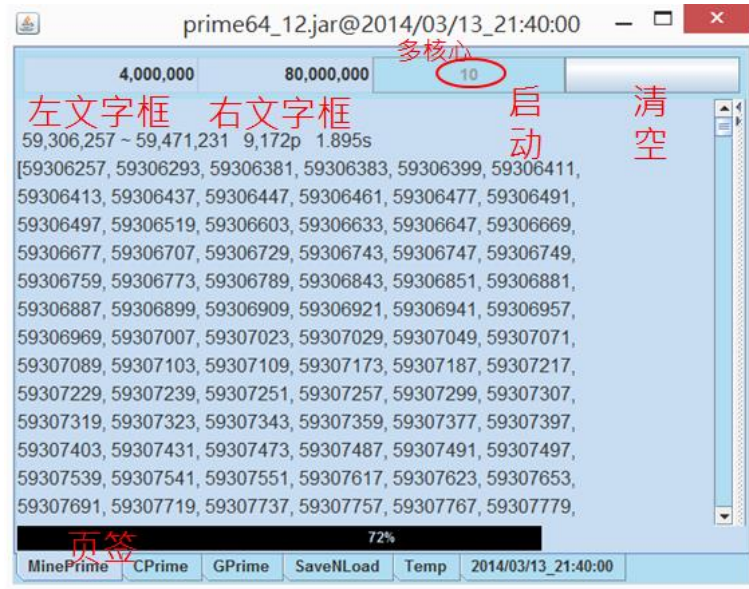 prime64_12.jar@2014/03/13_21:40:00
多核心
4,000,000 80,000,000 10
左文字框 右文字框 启动 清空
59,306,257 ~ 59,471,231 9,172p 1.895s
[59306257, 59306293, 59306381, 59306383, 59306399, 59306411,
59306413, 59306437, 59306447, 59306461, 59306477, 59306491,
59306497, 59306519, 59306603, 59306633, 59306647, 59306669,
59306677, 59306707, 59306729, 59306743, 59306747, 59306749,
59306759, 59306773, 59306789, 59306843, 59306851, 59306881,
59306887, 59306899, 59306909, 59306921, 59306941, 59306957,
59306969, 59307007, 59307023, 59307029, 59307049, 59307071,
59307089, 59307103, 59307109, 59307173, 59307187, 59307217,
59307229, 59307239, 59307251, 59307257, 59307299, 59307307,
59307319, 59307323, 59307343, 59307359, 59307377, 59307397,
59307403, 59307431, 59307473, 59307487, 59307491, 59307497,
59307539, 59307541, 59307551, 59307617, 59307623, 59307653,
59307691, 59307719, 59307737, 59307757, 59307767, 59307779,
72%
页签
MinePrime CPrime GPrime SaveNLoad Temp 2014/03/13_21:40:00